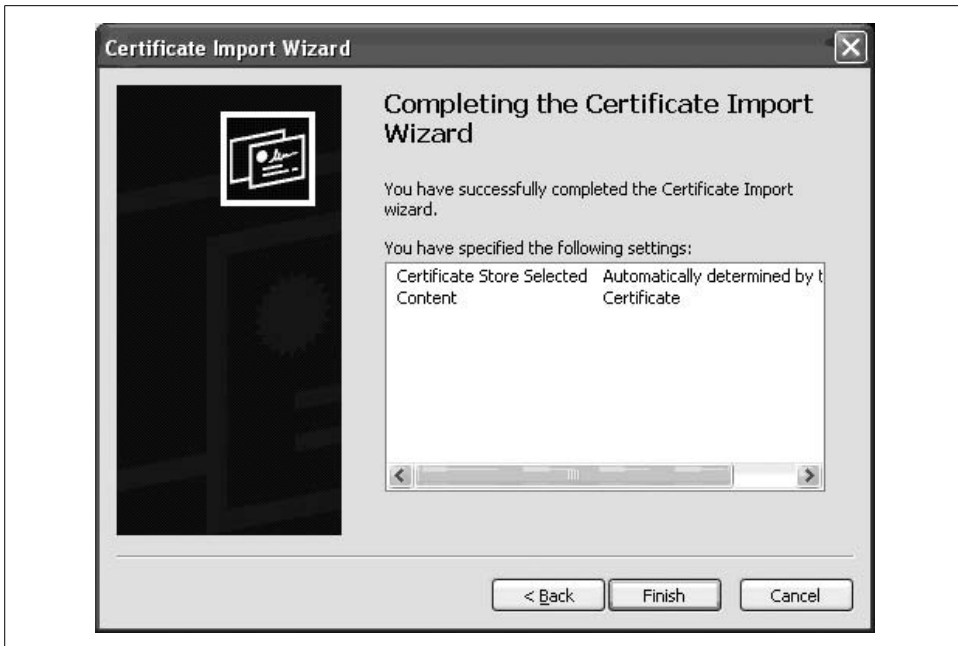 Certificate Import Wizard
Completing the Certificate Import
Wizard
You have successfully completed the Certificate Import
wizard.
You have specified the following settings:
Certificate Store Selected Automatically determined by t
Content Certificate
< Back Finish Cancel